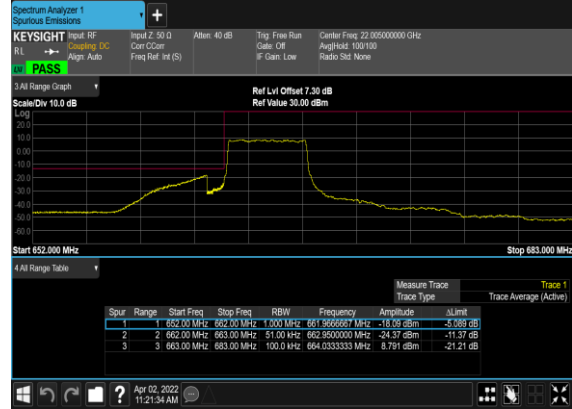 Spectrum Analyzer 1
Spurious Emissions
KEYSIGHT Input: RF Input Z: 50 Ω Atten: 40 dB Trig: Free Run Center Freq: 22.005000000 GHz
RL Coupling: DC Corr CCorr Gate: Off Avg|Hold: 100/100
Align: Auto Freq Ref: Int (S) IF Gain: Low Radio Std: None
PASS
3 All Range Graph
Ref Lvl Offset 7.30 dB
Scale/Div 10.0 dB Ref Value 30.00 dBm
Log
20.0
10.0
0.00
-10.0
-20.0
-30.0
-40.0
-50.0
-60.0
Start 652.000 MHz Stop 683.000 MHz
4 All Range Table
Measure Trace Trace 1
Trace Type Trace Average (Active)
Spur Range Start Freq Stop Freq RBW Frequency Amplitude ΔLimit
1 1 652.00 MHz 662.00 MHz 1.000 MHz 661.9666667 MHz -18.09 dBm -5.089 dB
2 2 662.00 MHz 663.00 MHz 51.00 kHz 662.9500000 MHz -24.37 dBm -11.37 dB
3 3 663.00 MHz 683.00 MHz 100.0 kHz 664.0333333 MHz 8.791 dBm -21.21 dB
? Apr 02, 2022
11:21:34 AM